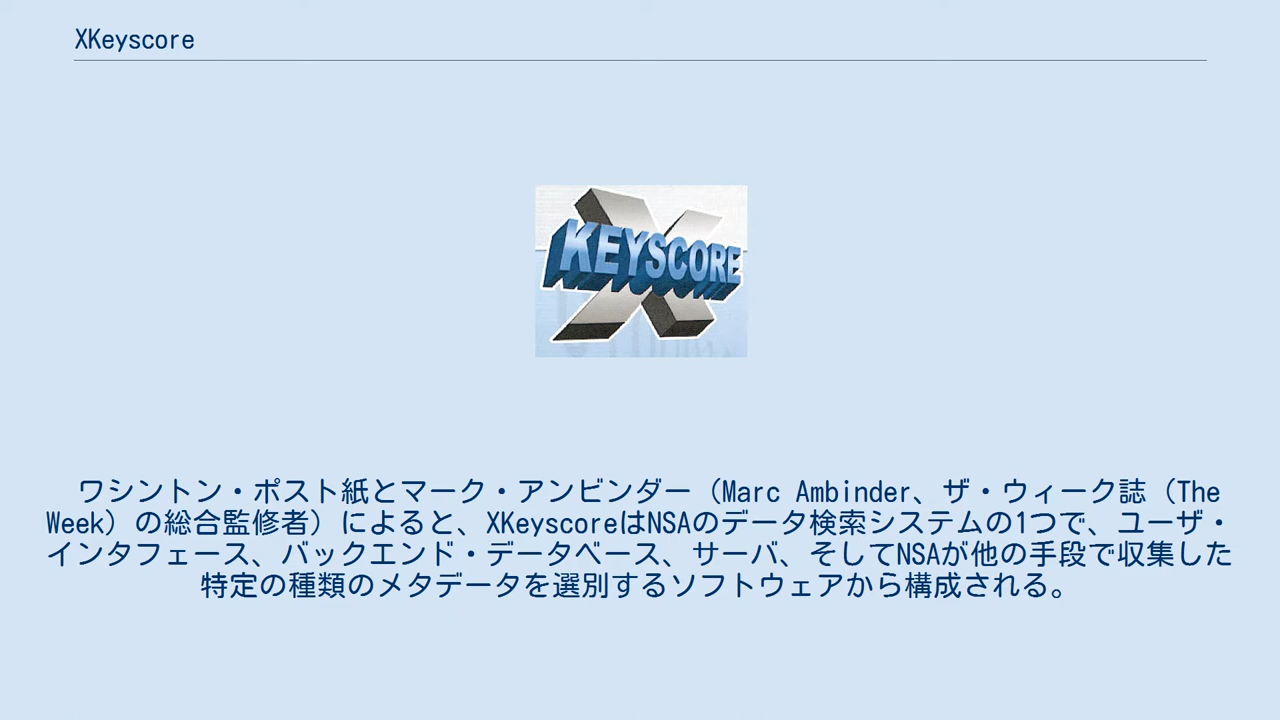 XKeyscore
KEYSCORE
X
ワシントン・ポスト紙とマーク・アンビンダー（Marc Ambinder、ザ・ウィーク誌（The
Week）の総合監修者）によると、XKeyscoreはNSAのデータ検索システムの1つで、ユーザ・
インタフェース、バックエンド・データベース、サーバ、そしてNSAが他の手段で収集した
特定の種類のメタデータを選別するソフトウェアから構成される。